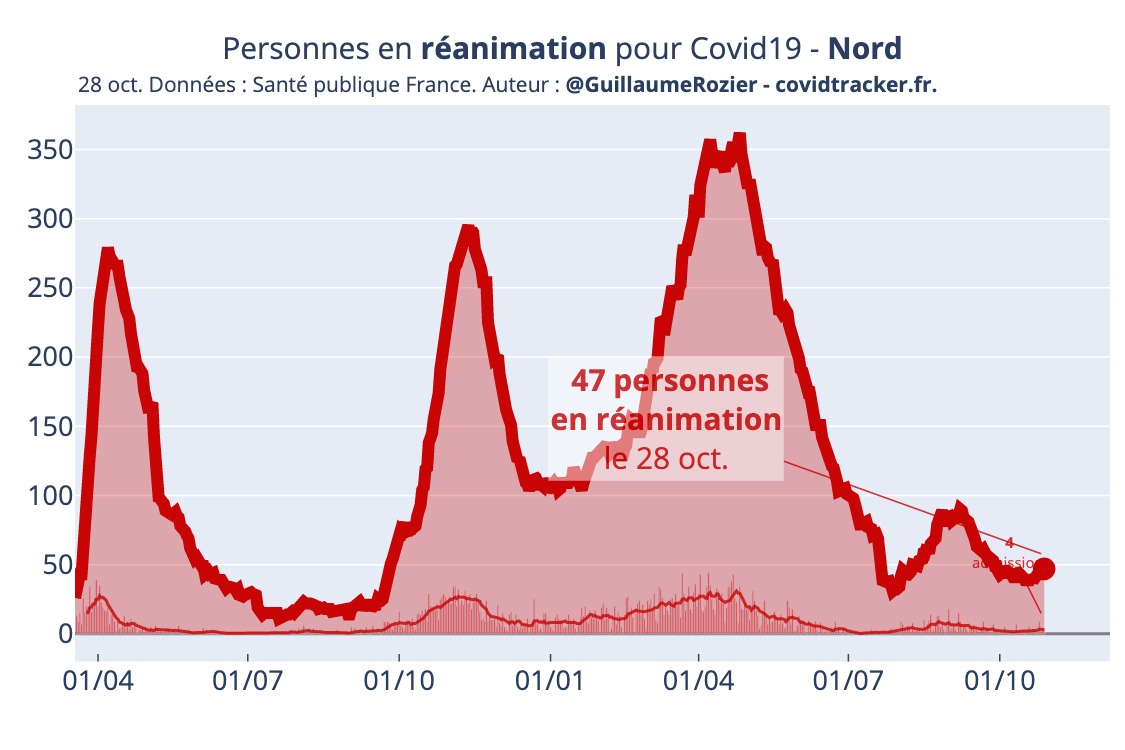 Personnes en réanimation pour Covid19 - Nord
28 oct. Données : Santé publique France. Auteur : @GuillaumeRozier - covidtracker.fr.
350
300
250
200
150
100
50
0
47 personnes
en réanimation
le 28 oct.
4
01/04 01/07 01/10 01/01 01/04 01/07 01/10